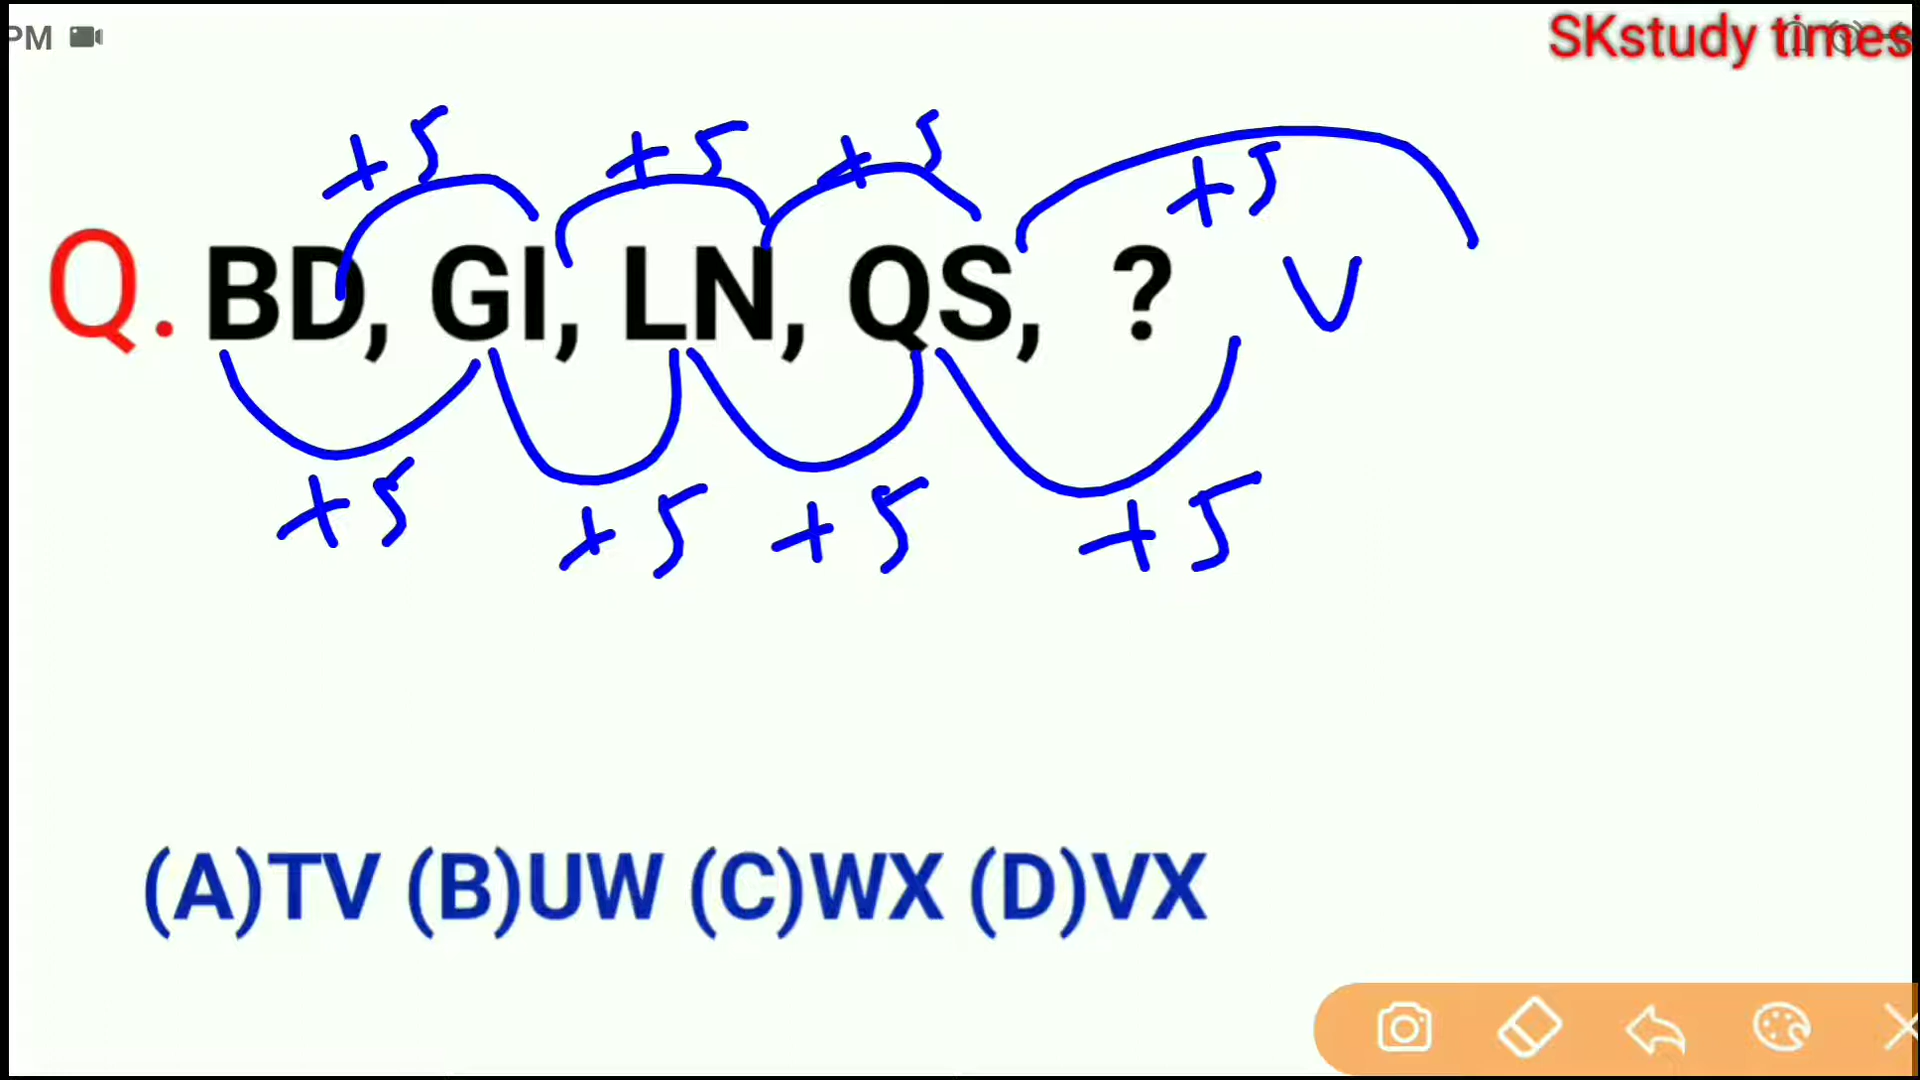 PM
SKstudy times
+5 +5 +5 +5
Q. BD, GI, LN, QS, ? V
+5 +5 +5 +5
(A)TV (B)UW (C)WX (D)VX